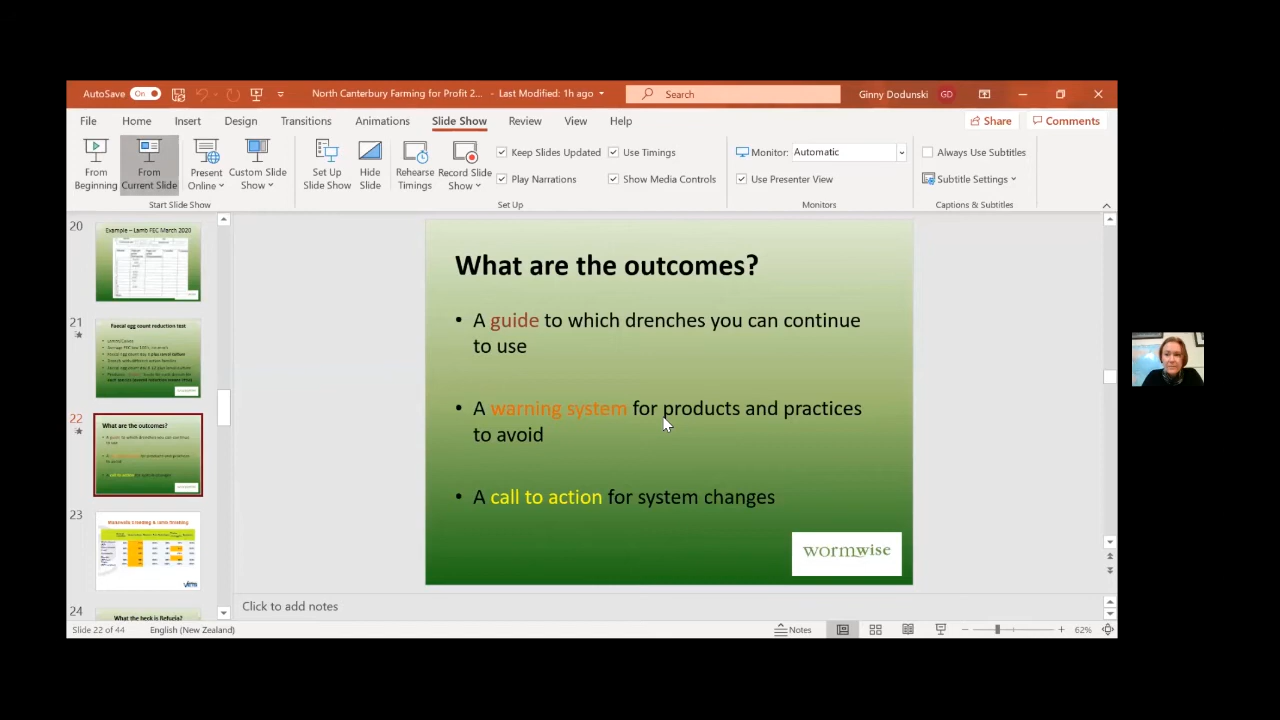 AutoSave On
North Canterbury Farming for Profit 2... - Last Modified: 1h ago
Search
Ginny Dodunski GD
File Home Insert Design Transitions Animations Slide Show Review View Help
Share Comments
From Beginning
From Current Slide
Present Online
Custom Slide Show
Set Up Slide Show
Hide Slide
Rehearse Timings
Record Slide Show
Keep Slides Updated
Use Timings
Play Narrations
Show Media Controls
Monitor: Automatic
Use Presenter View
Always Use Subtitles
Subtitle Settings
Start Slide Show
Set Up
Monitors
Captions & Subtitles
20
Example – Lamb FEC March 2020
21
Faecal egg count reduction test
22
What are the outcomes?
23
24
What the heck is Refugia?
What are the outcomes?
• A guide to which drenches you can continue
to use
• A warning system for products and practices
to avoid
• A call to action for system changes
wormwise
Click to add notes
Slide 22 of 44
English (New Zealand)
Notes
62%